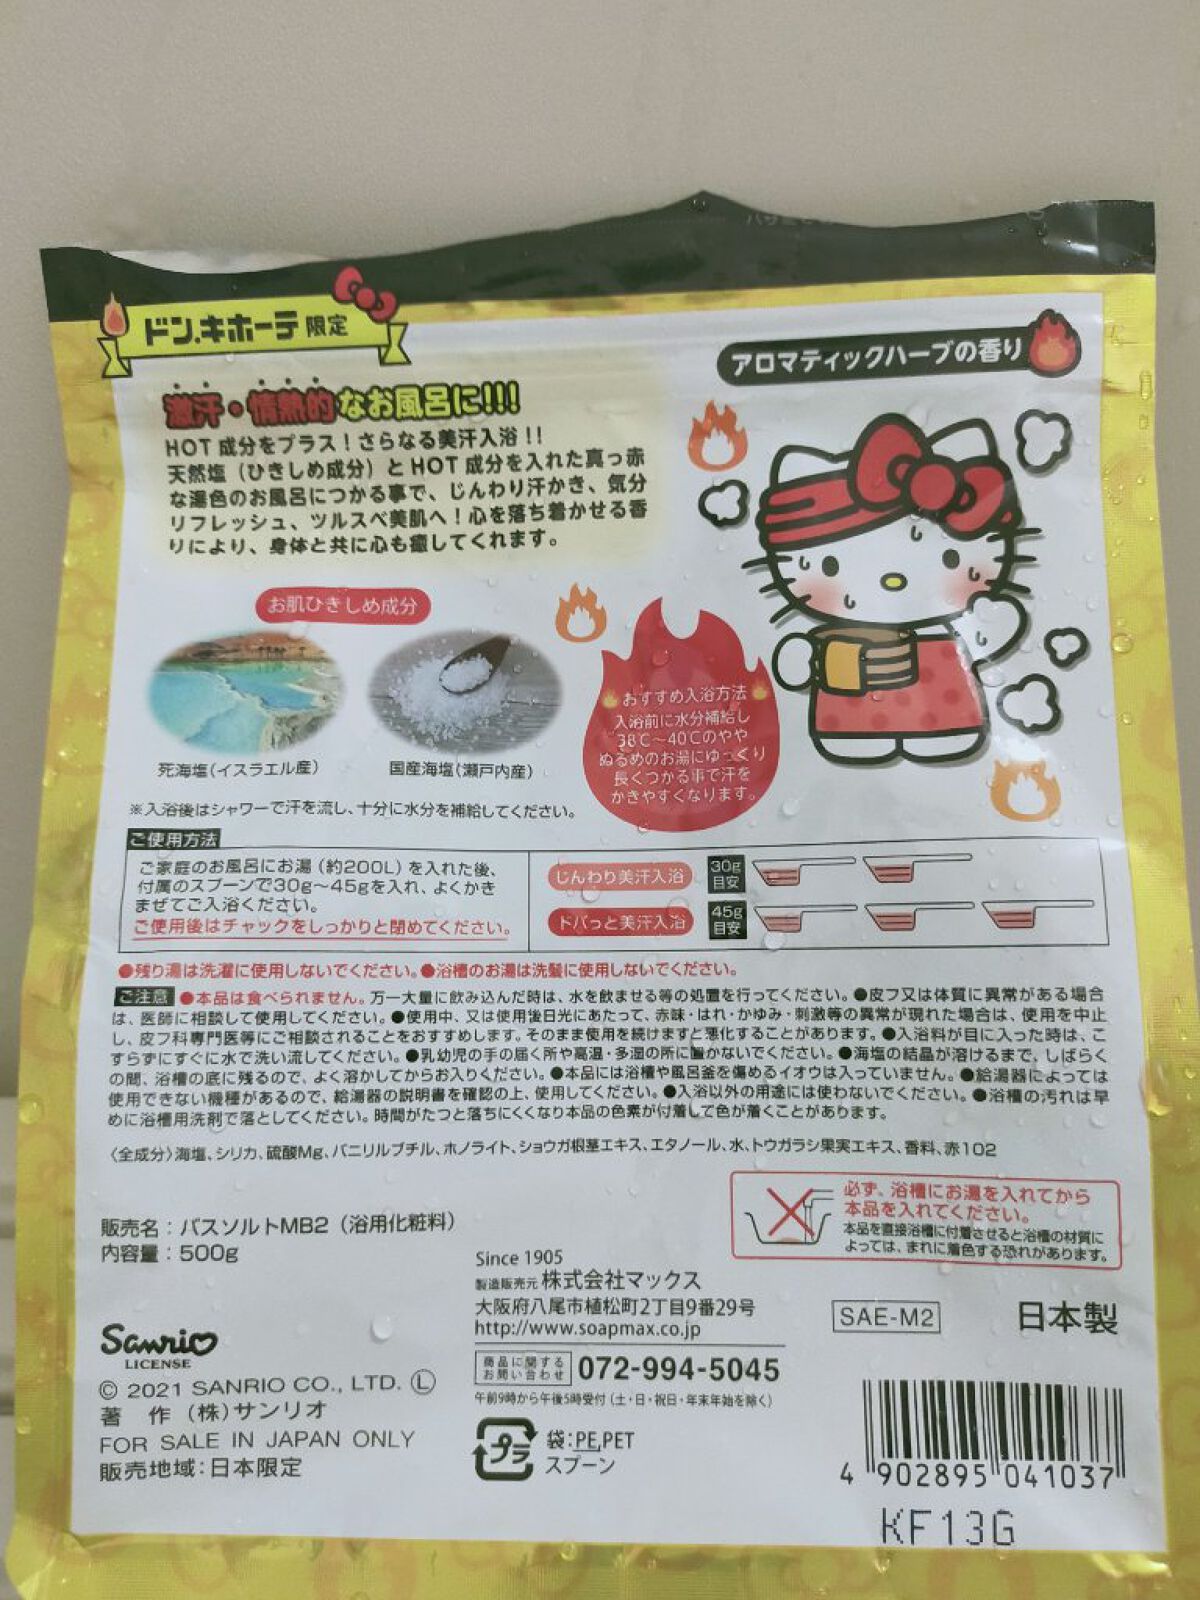 ドン.キホーテ 限定
アロマティックハーブの香り
激汗・情熱的なお風呂に!!!
HOT 成分をプラス！さらなる美汗入浴 !!
天然塩（ひきしめ成分）と HOT 成分を入れた真っ赤
な湯色のお風呂につかる事で、じんわり汗かき、気分
リフレッシュ、ツルスベ美肌へ！心を落ち着かせる香
りにより、身体と共に心も癒してくれます。
お肌ひきしめ成分
死海塩(イスラエル産)
国産海塩(瀬戸内産)
おすすめ入浴方法
入浴前に水分補給し
38℃～40℃のやや
ぬるめのお湯にゆっくり
長くつかる事で汗を
かきやすくなります。
※入浴後はシャワーで汗を流し、十分に水分を補給してください。
ご使用方法
ご家庭のお風呂にお湯（約200L）を入れた後、
付属のスプーンで30g～45gを入れ、よくかき
まぜてご入浴ください。
ご使用後はチャックをしっかりと閉めてください。
じんわり美汗入浴
30g
目安
ドバっと美汗入浴
45g
目安
●残り湯は洗濯に使用しないでください。●浴槽のお湯は洗髪に使用しないでください。
ご注意 ●本品は食べられません。万一大量に飲み込んだ時は、水を飲ませる等の処置を行ってください。●皮フ又は体質に異常がある場合
は、医師に相談して使用してください。●使用中、又は使用後日光にあたって、赤味・はれ・かゆみ・刺激等の異常が現れた場合は、使用を中止
し、皮フ科専門医等にご相談されることをおすすめします。そのまま使用を続けますと悪化することがあります。●入浴料が目に入った時は、こ
すらずにすぐに水で洗い流してください。●乳幼児の手の届く所や高温・多湿の所に置かないでください。●海塩の結晶が溶けるまで、しばらく
の間、浴槽の底に残るので、よく溶かしてからお入りください。●本品には浴槽や風呂釜を傷めるイオウは入っていません。●給湯器によっては
使用できない機種があるので、給湯器の説明書を確認の上、使用してください。●入浴以外の用途には使わないでください。●浴槽の汚れは早
めに浴槽用洗剤で落としてください。時間がたつと落ちにくくなり本品の色素が付着して色が着くことがあります。
〈全成分〉海塩、シリカ、硫酸Mg、バニリルブチル、ホノライト、ショウガ根茎エキス、エタノール、水、トウガラシ果実エキス、香料、赤102
必ず、浴槽にお湯を入れてから
本品を入れてください。
本品を直接浴槽に付着させると浴槽の材質に
よっては、まれに着色する恐れがあります。
販売名：バスソルトMB2（浴用化粧料）
内容量：500g
Since 1905
製造販売元 株式会社マックス
大阪府八尾市植松町2丁目9番29号
http://www.soapmax.co.jp
商品に関する
お問い合わせ 072-994-5045
午前9時から午後5時受付（土・日・祝日・年末年始を除く）
SAE-M2
日本製
Sanrio
LICENSE
© 2021 SANRIO CO., LTD. Ⓛ
著 作 (株)サンリオ
FOR SALE IN JAPAN ONLY
販売地域：日本限定
プラ
袋：PE,PET
スプーン
4 902895 041037
KF13G